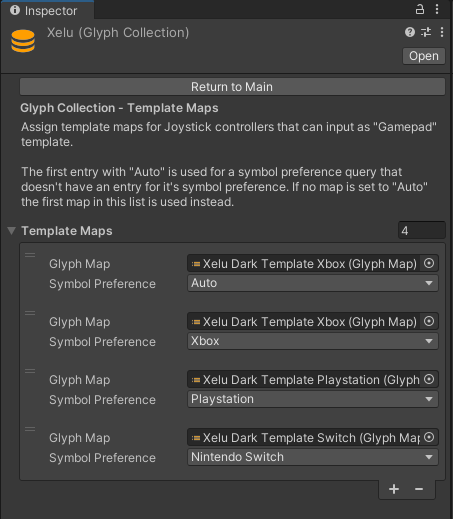 Inspector
Xelu (Glyph Collection)
Open
Return to Main
Glyph Collection - Template Maps
Assign template maps for Joystick controllers that can input as "Gamepad"
template.
The first entry with "Auto" is used for a symbol preference query that
doesn't have an entry for it's symbol preference. If no map is set to "Auto"
the first map in this list is used instead.
Template Maps 4
Glyph Map Xelu Dark Template Xbox (Glyph Map)
Symbol Preference Auto
Glyph Map Xelu Dark Template Xbox (Glyph Map)
Symbol Preference Xbox
Glyph Map Xelu Dark Template Playstation (Glyph
Symbol Preference Playstation
Glyph Map Xelu Dark Template Switch (Glyph Map
Symbol Preference Nintendo Switch